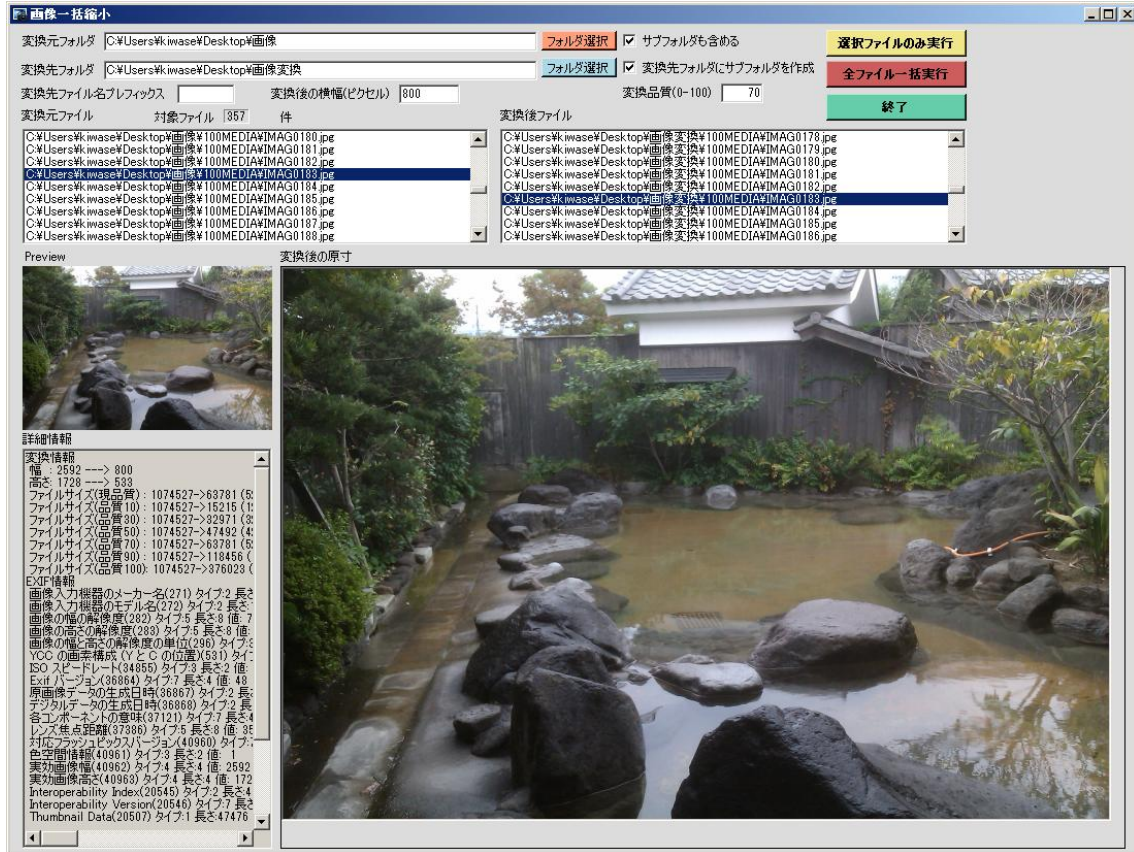 画像一括縮小
変換元フォルダ C:¥Users¥kiwase¥Desktop¥画像 フォルダ選択 サブフォルダも含める 選択ファイルのみ実行
変換先フォルダ C:¥Users¥kiwase¥Desktop¥画像変換 フォルダ選択 変換先フォルダにサブフォルダを作成 全ファイル一括実行
変換先ファイル名プレフィックス 変換後の横幅(ピクセル) 800 変換品質(0-100) 70 終了
変換元ファイル 対象ファイル 357 件
C:¥Users¥kiwase¥Desktop¥画像¥100MEDIA¥IMAG0180.jpg
C:¥Users¥kiwase¥Desktop¥画像¥100MEDIA¥IMAG0181.jpg
C:¥Users¥kiwase¥Desktop¥画像¥100MEDIA¥IMAG0182.jpg
C:¥Users¥kiwase¥Desktop¥画像¥100MEDIA¥IMAG0183.jpg
C:¥Users¥kiwase¥Desktop¥画像¥100MEDIA¥IMAG0184.jpg
C:¥Users¥kiwase¥Desktop¥画像¥100MEDIA¥IMAG0185.jpg
C:¥Users¥kiwase¥Desktop¥画像¥100MEDIA¥IMAG0186.jpg
C:¥Users¥kiwase¥Desktop¥画像¥100MEDIA¥IMAG0187.jpg
C:¥Users¥kiwase¥Desktop¥画像¥100MEDIA¥IMAG0188.jpg
変換後ファイル
C:¥Users¥kiwase¥Desktop¥画像変換¥100MEDIA¥IMAG0178.jpg
C:¥Users¥kiwase¥Desktop¥画像変換¥100MEDIA¥IMAG0179.jpg
C:¥Users¥kiwase¥Desktop¥画像変換¥100MEDIA¥IMAG0180.jpg
C:¥Users¥kiwase¥Desktop¥画像変換¥100MEDIA¥IMAG0181.jpg
C:¥Users¥kiwase¥Desktop¥画像変換¥100MEDIA¥IMAG0182.jpg
C:¥Users¥kiwase¥Desktop¥画像変換¥100MEDIA¥IMAG0183.jpg
C:¥Users¥kiwase¥Desktop¥画像変換¥100MEDIA¥IMAG0184.jpg
C:¥Users¥kiwase¥Desktop¥画像変換¥100MEDIA¥IMAG0185.jpg
C:¥Users¥kiwase¥Desktop¥画像変換¥100MEDIA¥IMAG0186.jpg
Preview
変換後の原寸
詳細情報
変換情報
幅 : 2592 ---> 800
高さ: 1728 ---> 533
ファイルサイズ(現品質) : 1074527->63781
ファイルサイズ(品質10) : 1074527->15215
ファイルサイズ(品質30) : 1074527->32971
ファイルサイズ(品質50) : 1074527->47492
ファイルサイズ(品質70) : 1074527->63781
ファイルサイズ(品質90) : 1074527->118456 (
ファイルサイズ(品質100): 1074527->376023 (
EXIF情報
画像入力機器のメーカー名(271) タイプ:2 長さ
画像入力機器のモデル名(272) タイプ:2 長さ:
画像の幅の解像度(282) タイプ:5 長さ:8 値: 7
画像の高さの解像度(283) タイプ:5 長さ:8 値:
画像の幅と高さの解像度の単位(296) タイプ:3
YCC の画素構成 (Y と C の位置)(531) タイ
ISO スピードレート(34855) タイプ:3 長さ:2 値:
Exif バージョン(36864) タイプ:7 長さ:4 値: 48
原画像データの生成日時(36867) タイプ:2 長さ
デジタルデータの生成日時(36868) タイプ:2 長
各コンポーネントの意味(37121) タイプ:7 長さ:4
レンズ焦点距離(37386) タイプ:5 長さ:8 値: 35
対応フラッシュピックスバージョン(40960) タイプ:7
色空間情報(40961) タイプ:3 長さ:2 値: 1
実効画像幅(40962) タイプ:4 長さ:4 値: 2592
実効画像高さ(40963) タイプ:4 長さ:4 値: 172
Interoperability Index(20545) タイプ:2 長さ:4
Interoperability Version(20546) タイプ:7 長さ
Thumbnail Data(20507) タイプ:1 長さ:47476